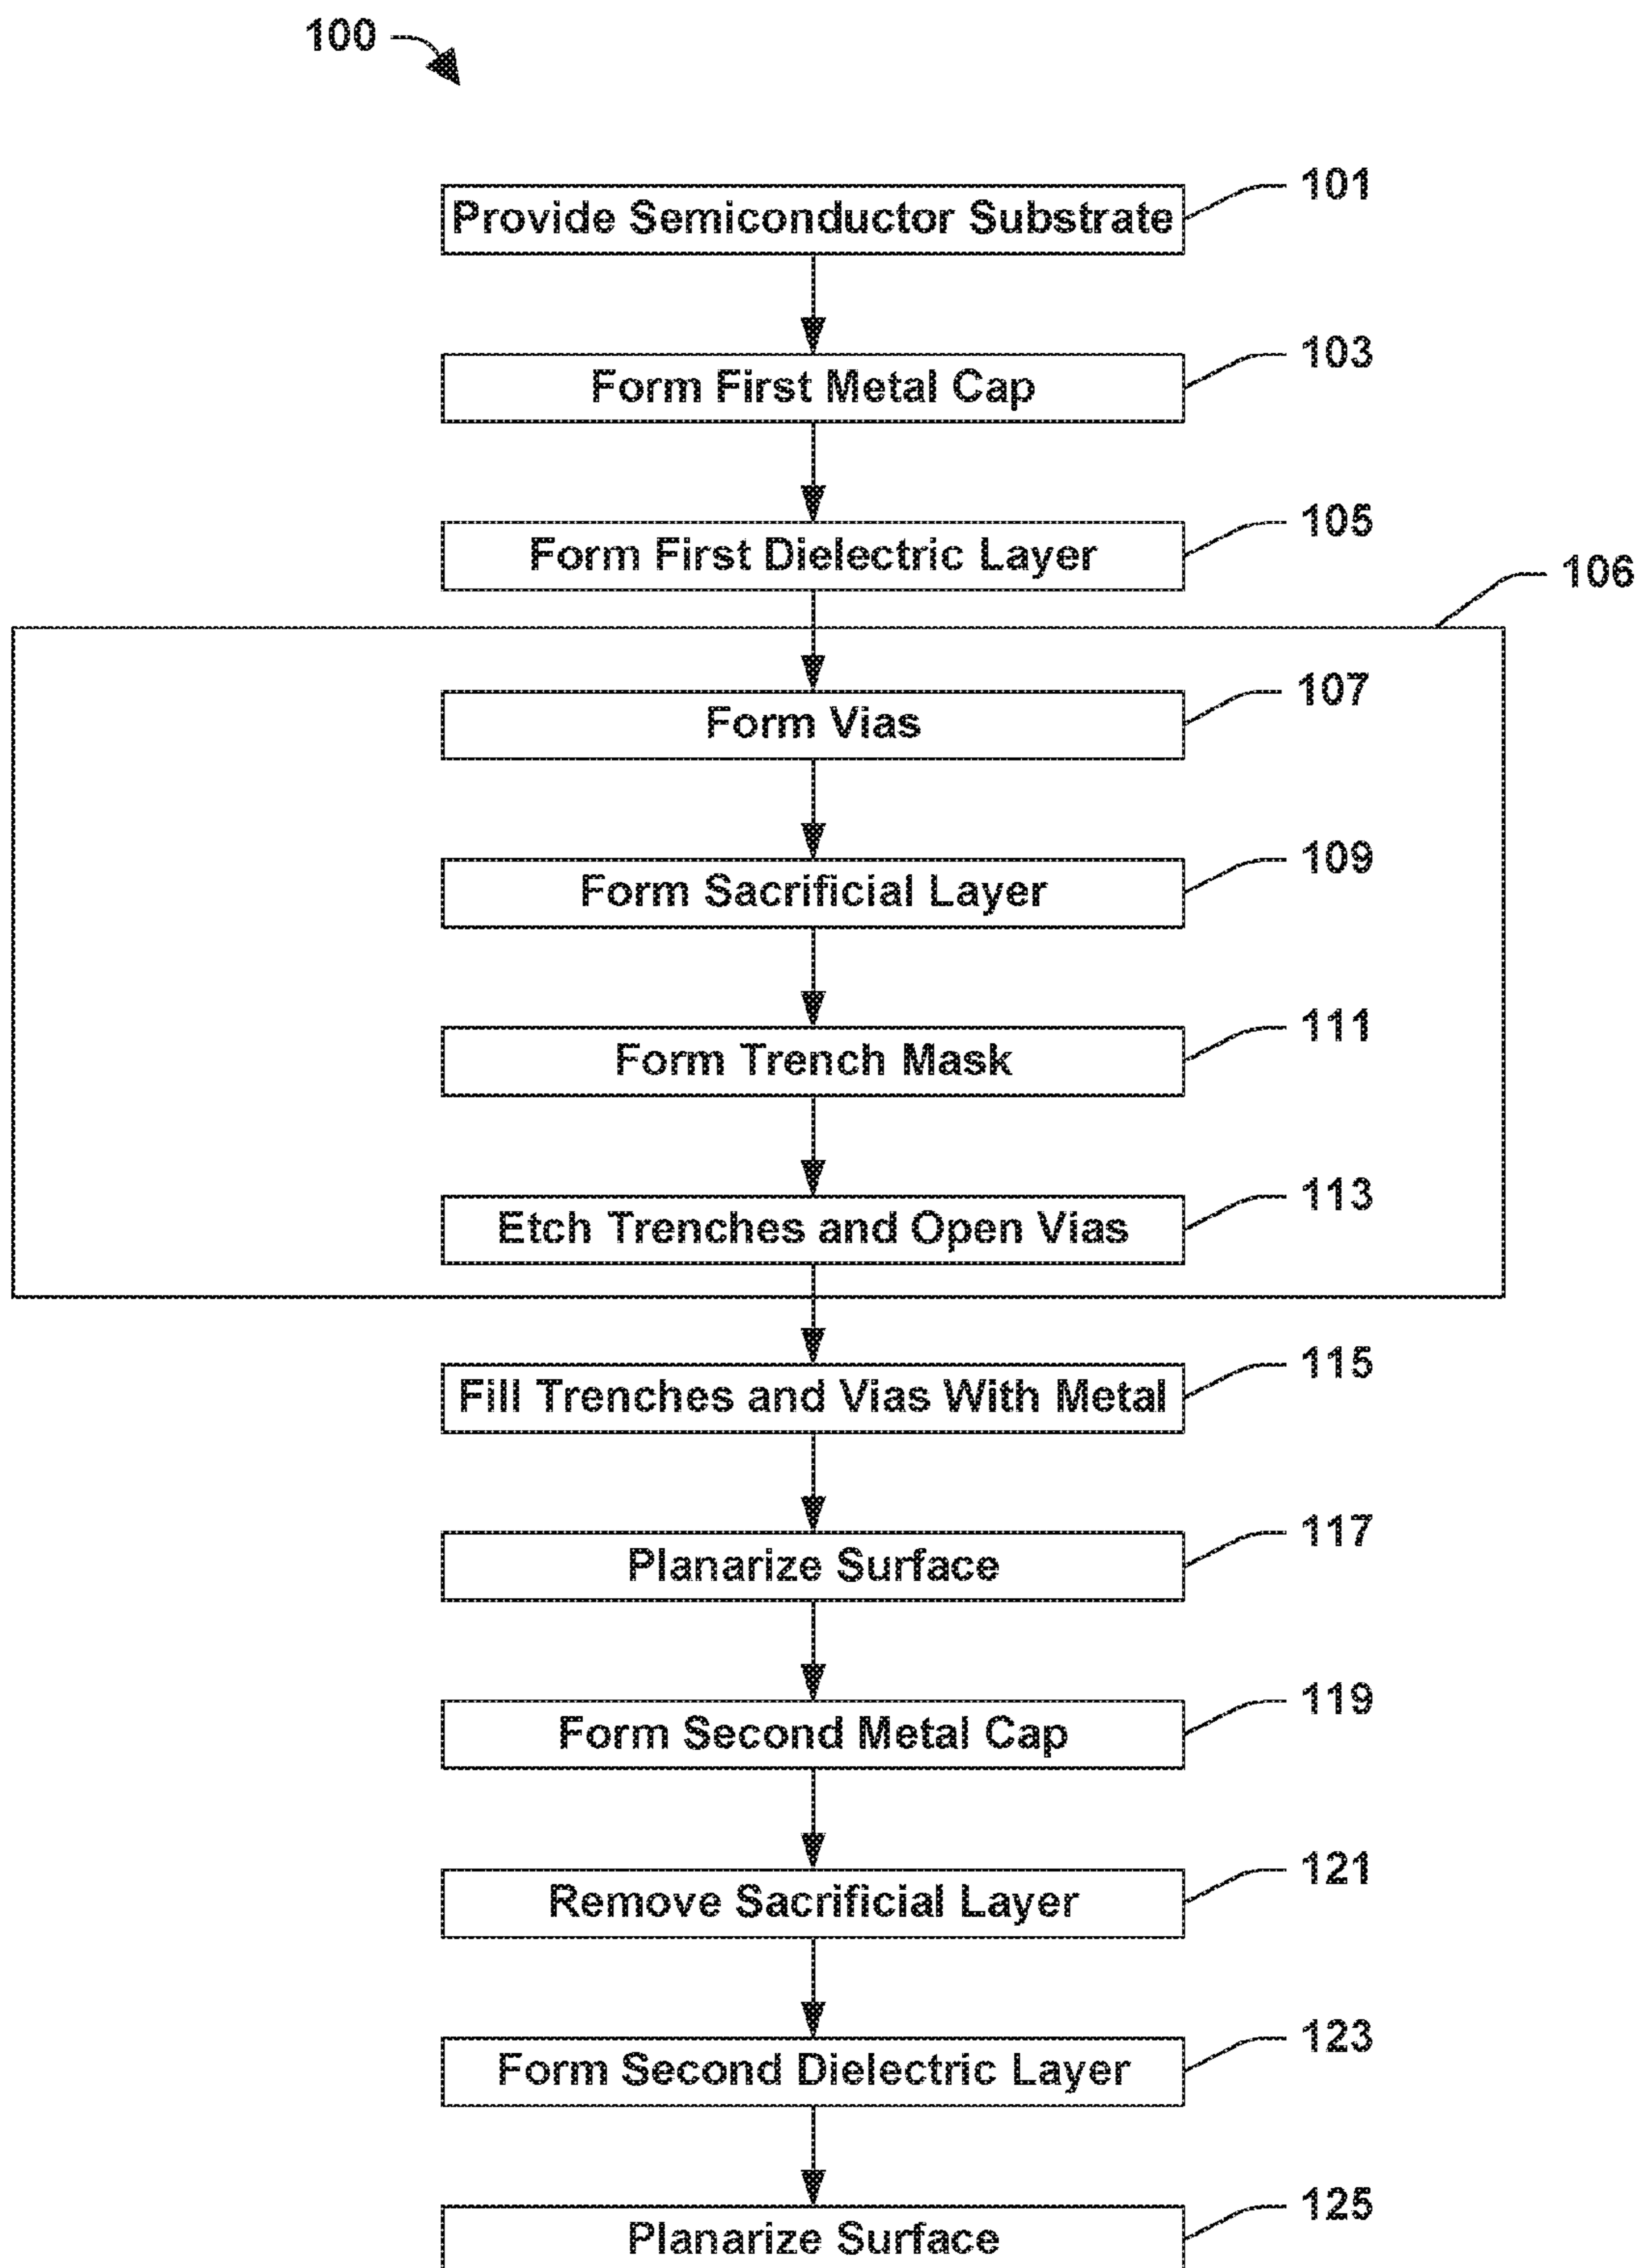 100
101
Provide Semiconductor Substrate
103
Form First Metal Cap
105
Form First Dielectric Layer
106
107
Form Vias
109
Form Sacrificial Layer
111
Form Trench Mask
113
Etch Trenches and Open Vias
115
Fill Trenches and Vias With Metal
117
Planarize Surface
119
Form Second Metal Cap
121
Remove Sacrificial Layer
123
Form Second Dielectric Layer
125
Planarize Surface